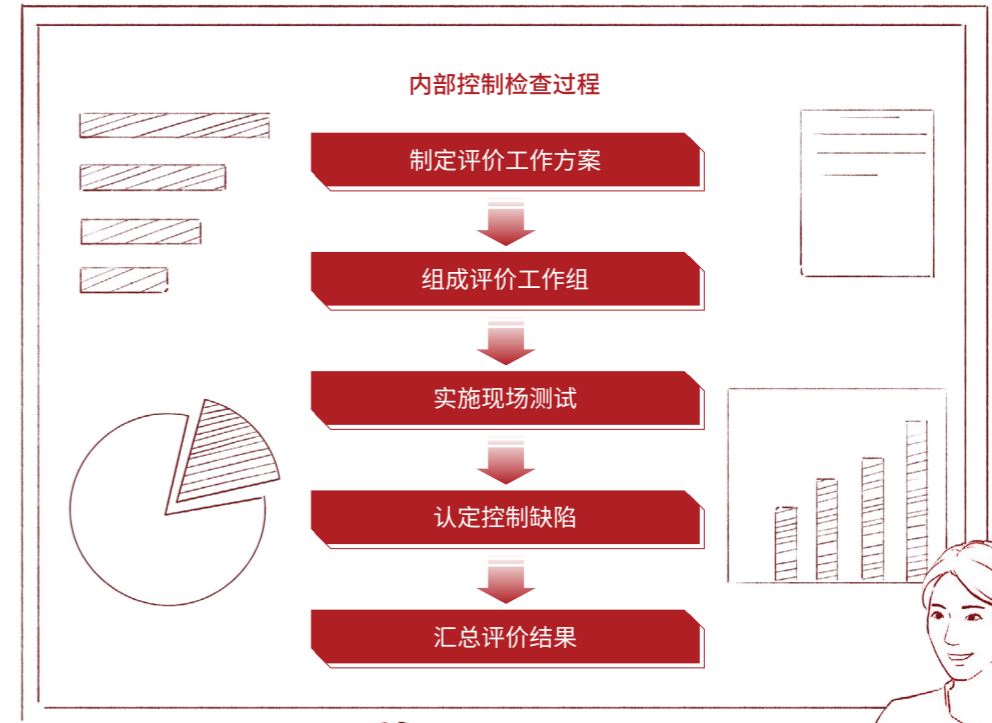 内部控制检查过程
制定评价工作方案
组成评价工作组
实施现场测试
认定控制缺陷
汇总评价结果